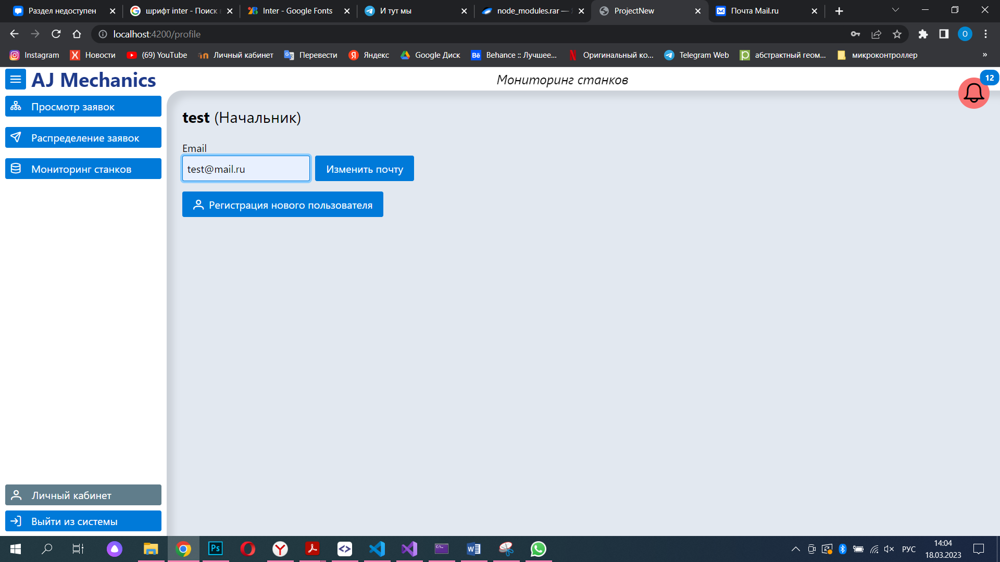 Раздел недоступен
шрифт inter - Поиск
Inter - Google Fonts
И тут мы
node_modules.rar —
ProjectNew
Почта Mail.ru
localhost:4200/profile
O
Instagram
X Новости
(69) YouTube
Личный кабинет
Перевести
Я Яндекс
Google Диск
Bē Behance :: Лучшее...
Оригинальный ко...
Telegram Web
абстрактный геом...
микроконтроллер
»
AJ Mechanics
Мониторинг станков
12
Просмотр заявок
Распределение заявок
Мониторинг станков
test (Начальник)
Email
test@mail.ru
Изменить почту
Регистрация нового пользователя
Личный кабинет
Выйти из системы
Ps
РУС
14:04
18.03.2023